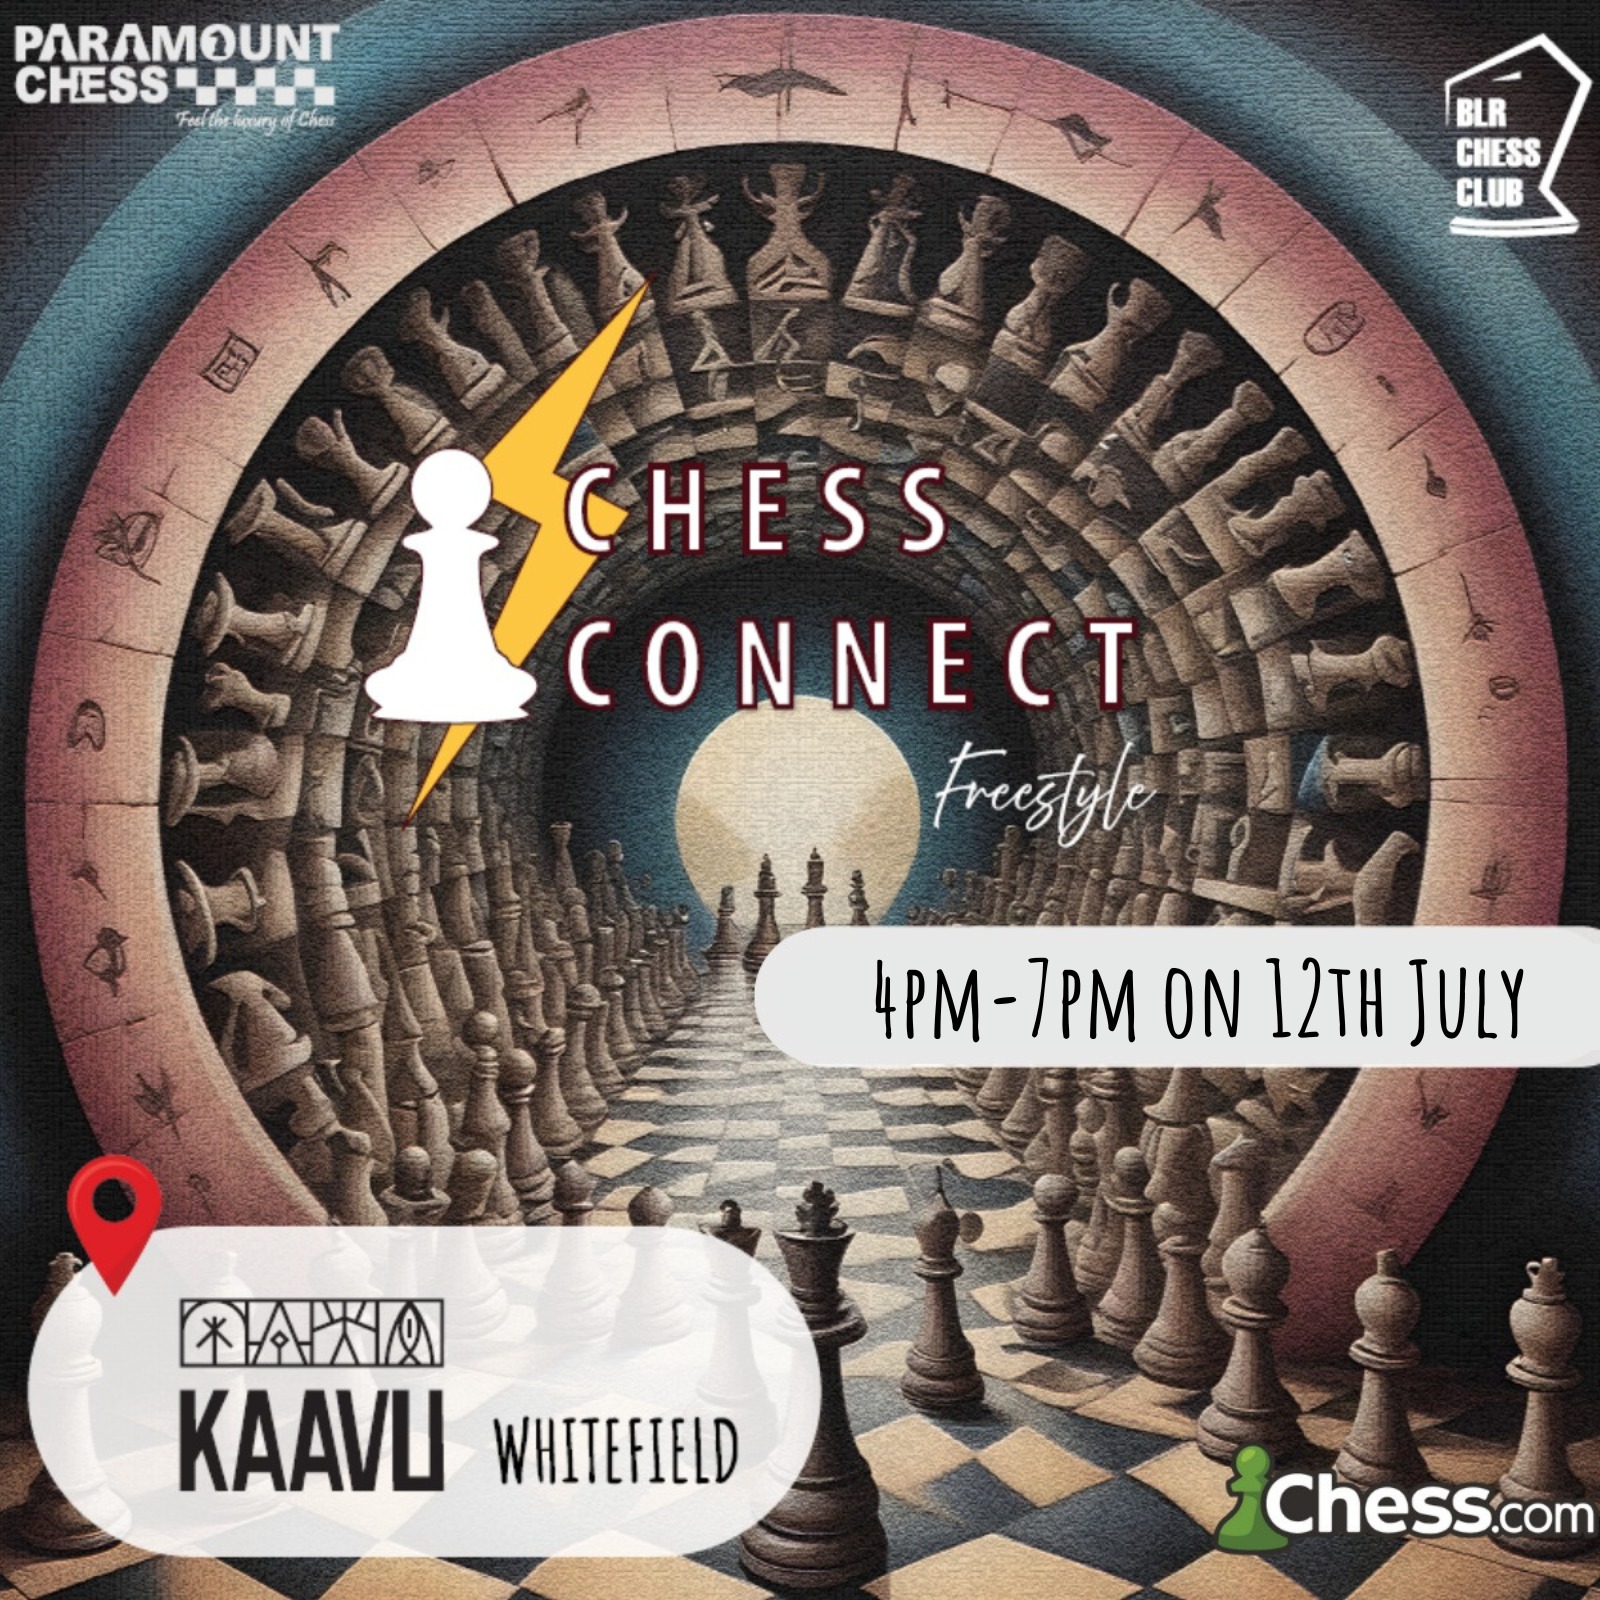 PARAMOUNT
CHESS
Feel the luxury of Chess
BLR
CHESS
CLUB
CHESS
CONNECT
Freestyle
4PM-7PM ON 12TH JULY
KAAVU WHITEFIELD
Chess.com